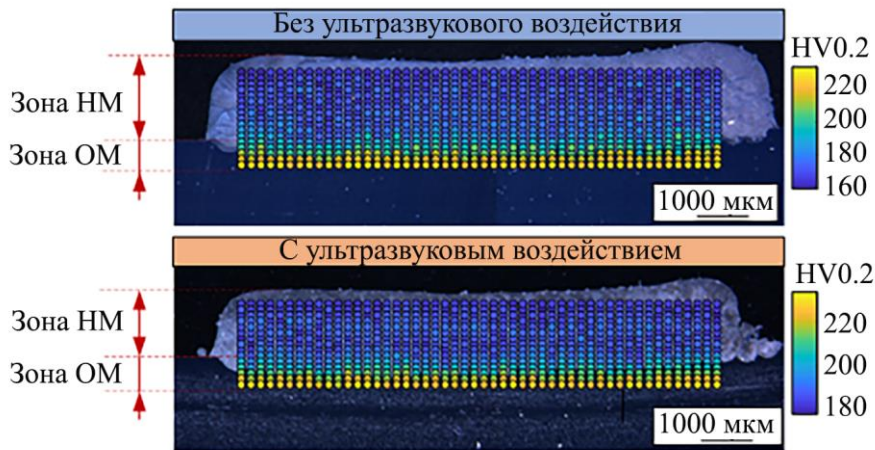 Без ультразвукового воздействия
HV0.2
Зона НМ
Зона ОМ
220
200
180
160
1000 мкм
С ультразвуковым воздействием
HV0.2
Зона НМ
Зона ОМ
220
200
180
1000 мкм